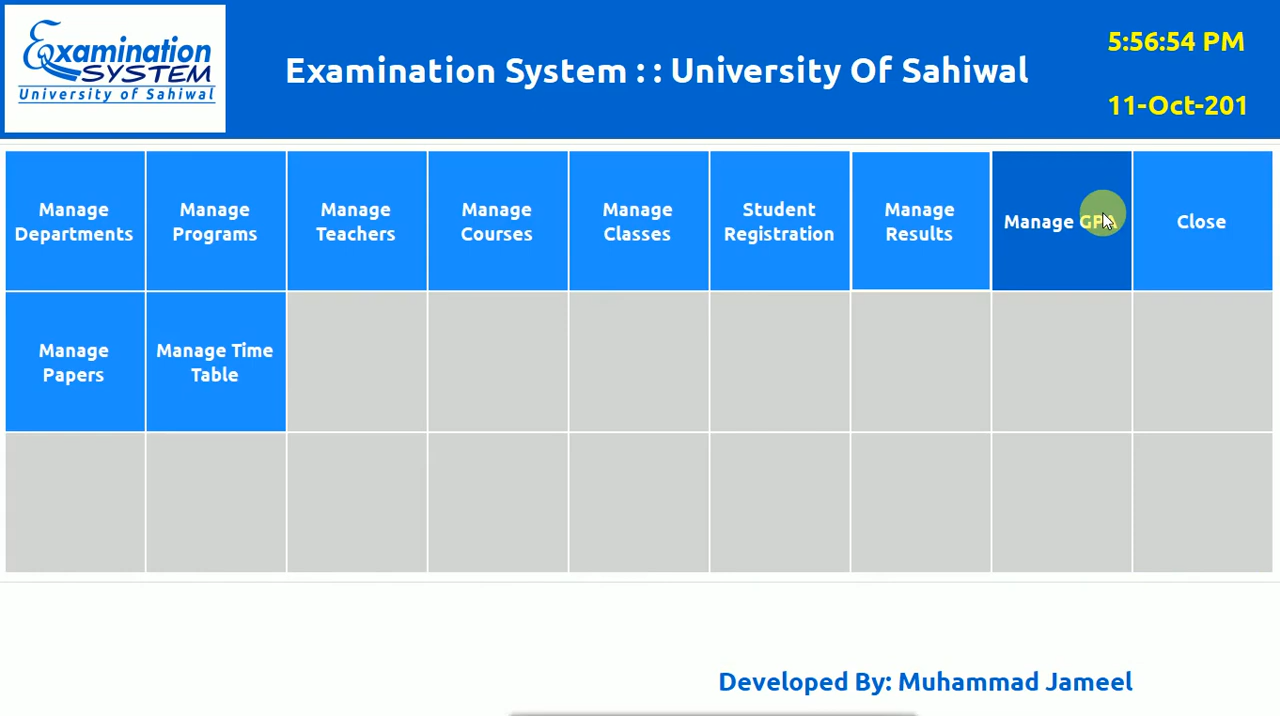 Examination
SYSTEM
University of Sahiwal
Examination System : : University Of Sahiwal
5:56:54 PM
11-Oct-201
Manage
Departments
Manage
Programs
Manage
Teachers
Manage
Courses
Manage
Classes
Student
Registration
Manage
Results
Manage GPA
Close
Manage
Papers
Manage Time
Table
Developed By: Muhammad Jameel